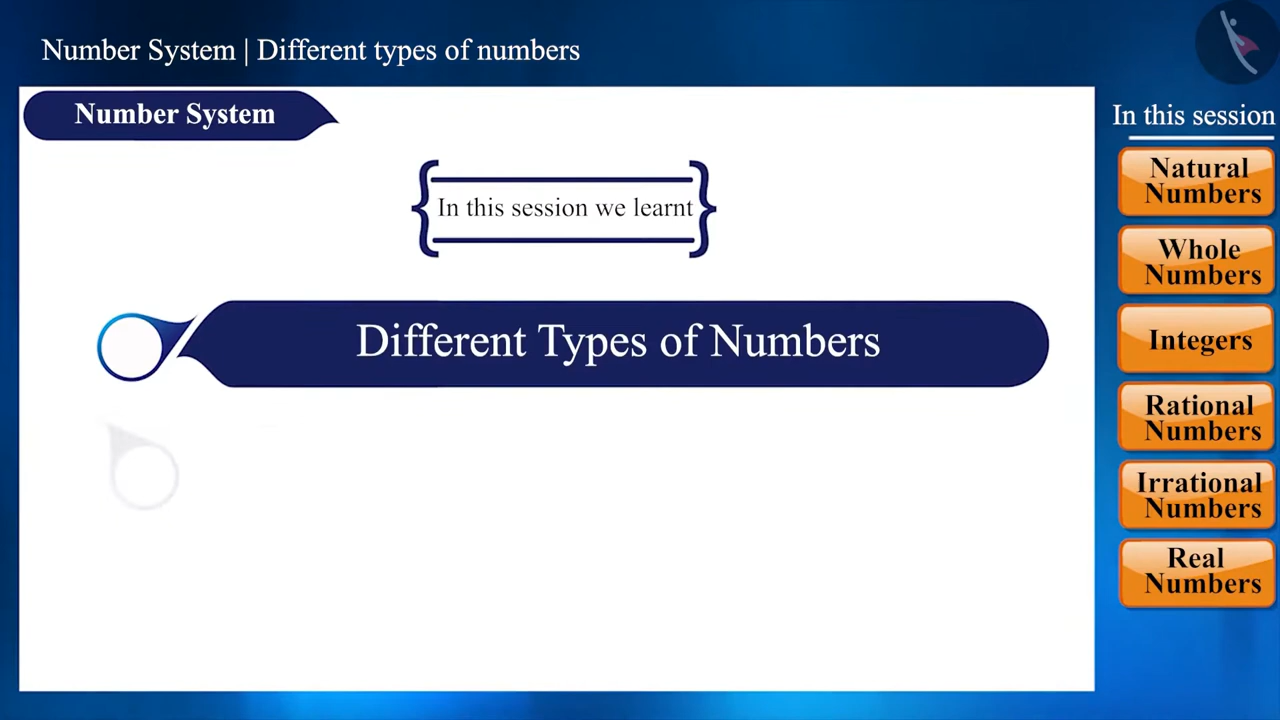 Number System | Different types of numbers
Number System
In this session we learnt
Different Types of Numbers
In this session
Natural
Numbers
Whole
Numbers
Integers
Rational
Numbers
Irrational
Numbers
Real
Numbers